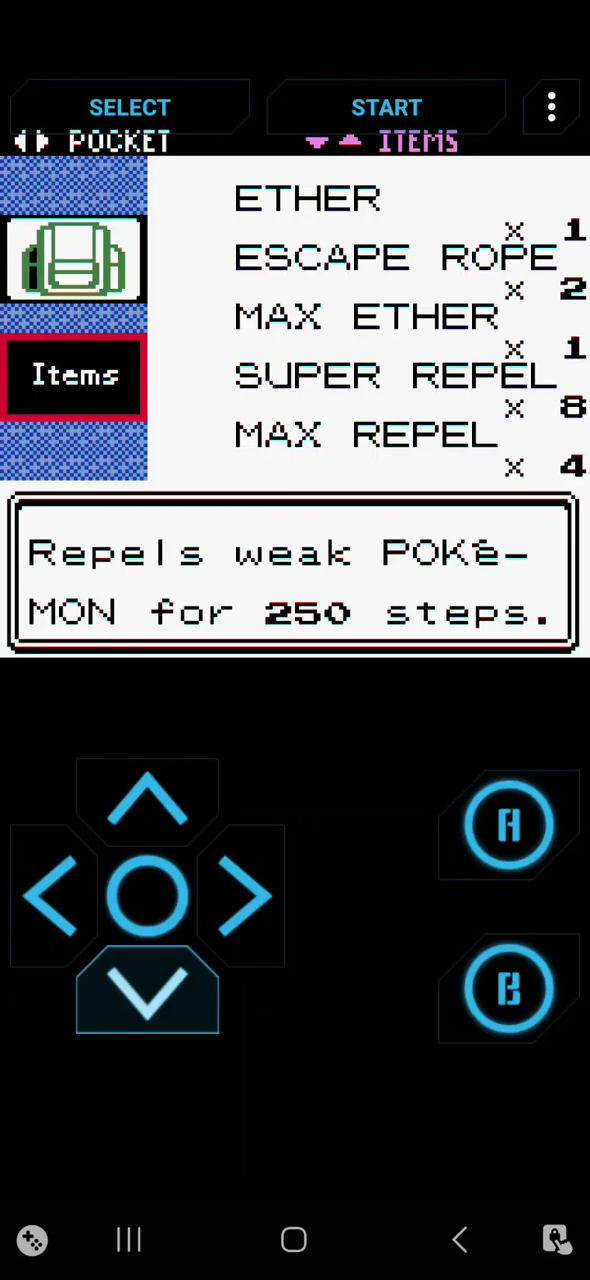 SELECT
START
POCKET
ITEMS
ETHER
× 1
ESCAPE ROPE
× 2
MAX ETHER
× 1
Items
SUPER REPEL
× 8
MAX REPEL
× 4
Repels weak POKé-
MON for 250 steps.
A
B